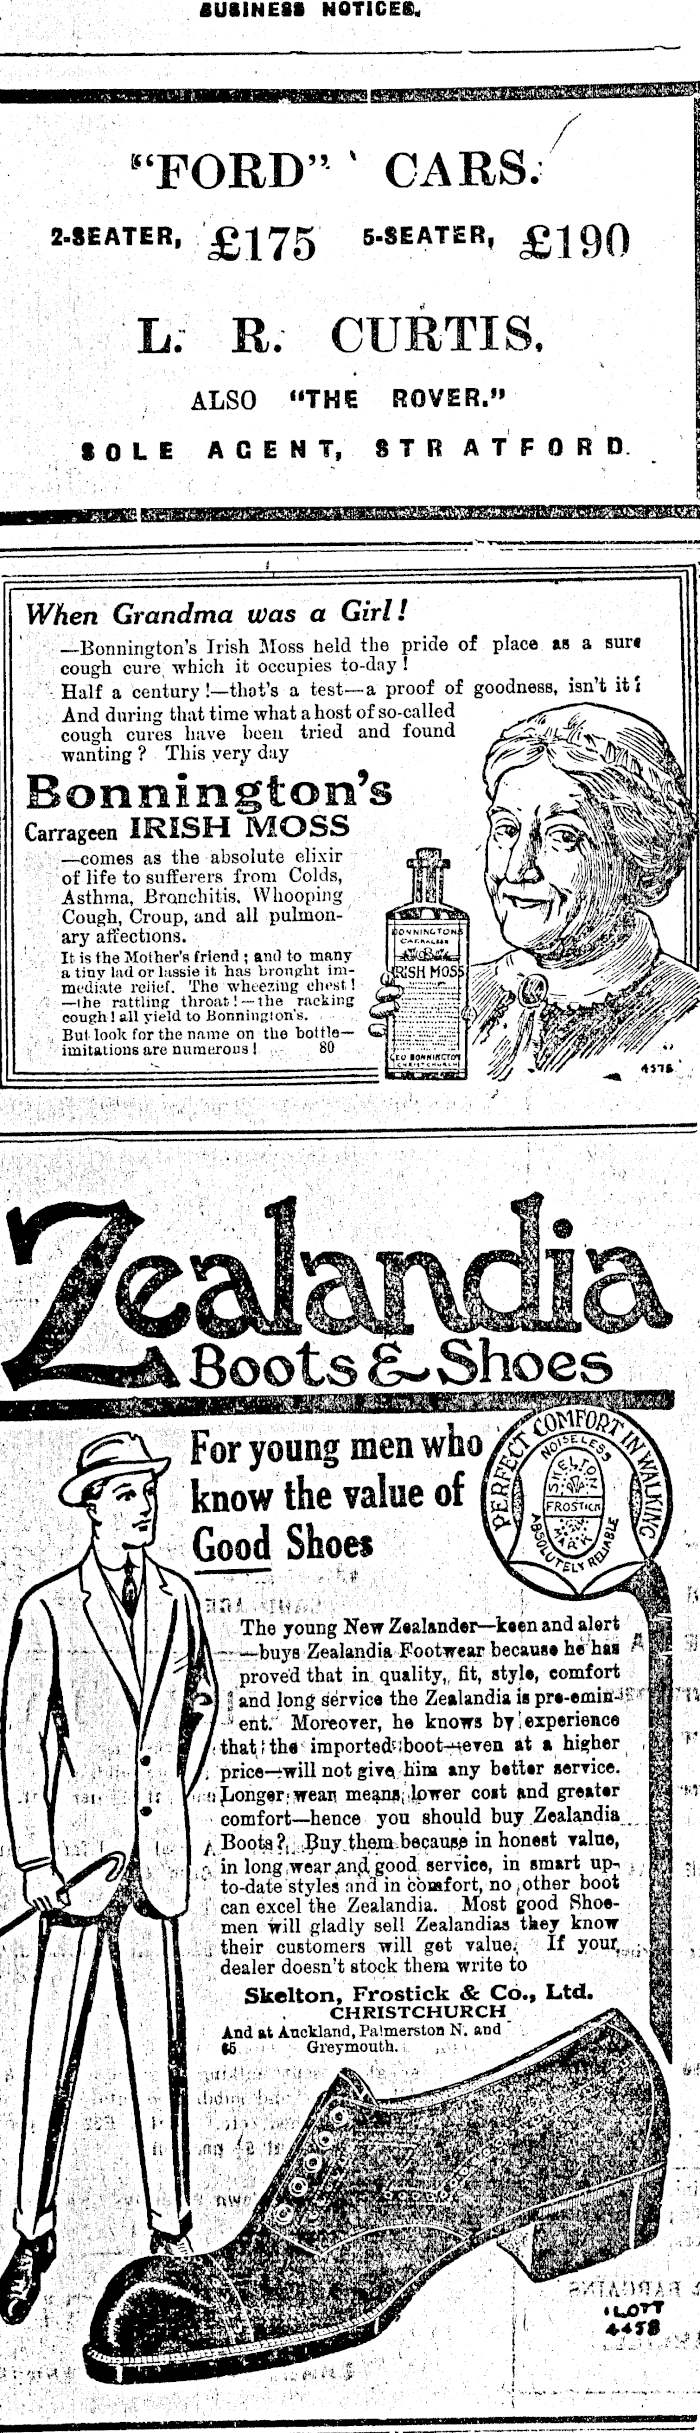 BUSINESS NOTICES.
"FORD" CARS.
2-SEATER, £175 5-SEATER, £190
L. R. CURTIS,
ALSO "THE ROVER."
SOLE AGENT, STRATFORD.
When Grandma was a Girl!
—Bonnington's Irish Moss held the pride of place as a sure
cough cure which it occupies to-day!
Half a century!—that's a test—a proof of goodness, isn't it?
And during that time what a host of so-called
cough cures have been tried and found
wanting? This very day
Bonnington's
Carrageen IRISH MOSS
—comes as the absolute elixir
of life to sufferers from Colds,
Asthma, Bronchitis, Whooping
Cough, Croup, and all pulmon-
ary affections.
It is the Mother's friend; and to many
a tiny lad or lassie it has brought im-
mediate relief. The wheezing chest!
—the rattling throat!—the racking
cough! all yield to Bonnington's.
But look for the name on the bottle—
imitations are numerous! 80
BONNINGTONS
CARRAGEEN
IRISH MOSS
GEO BONNINGTON
CHRISTCHURCH
4576
Zealandia
Boots & Shoes
For young men who
know the value of
Good Shoes
PERFECT COMFORT IN WALKING
NOISELESS
SKELTON
FROSTICK
MARK
ABSOLUTELY RELIABLE
The young New Zealander—keen and alert
—buys Zealandia Footwear because he has
proved that in quality, fit, style, comfort
and long service the Zealandia is pre-emin-
ent. Moreover, he knows by experience
that the imported boot—even at a higher
price—will not give him any better service.
Longer wear means lower cost and greater
comfort—hence you should buy Zealandia
Boots? Buy them because in honest value,
in long wear and good service, in smart up-
to-date styles and in comfort, no other boot
can excel the Zealandia. Most good Shoe-
men will gladly sell Zealandias they know
their customers will get value. If your
dealer doesn't stock them write to
Skelton, Frostick & Co., Ltd.
CHRISTCHURCH
And at Auckland, Palmerston N. and
65 Greymouth.
ILOTT
4458